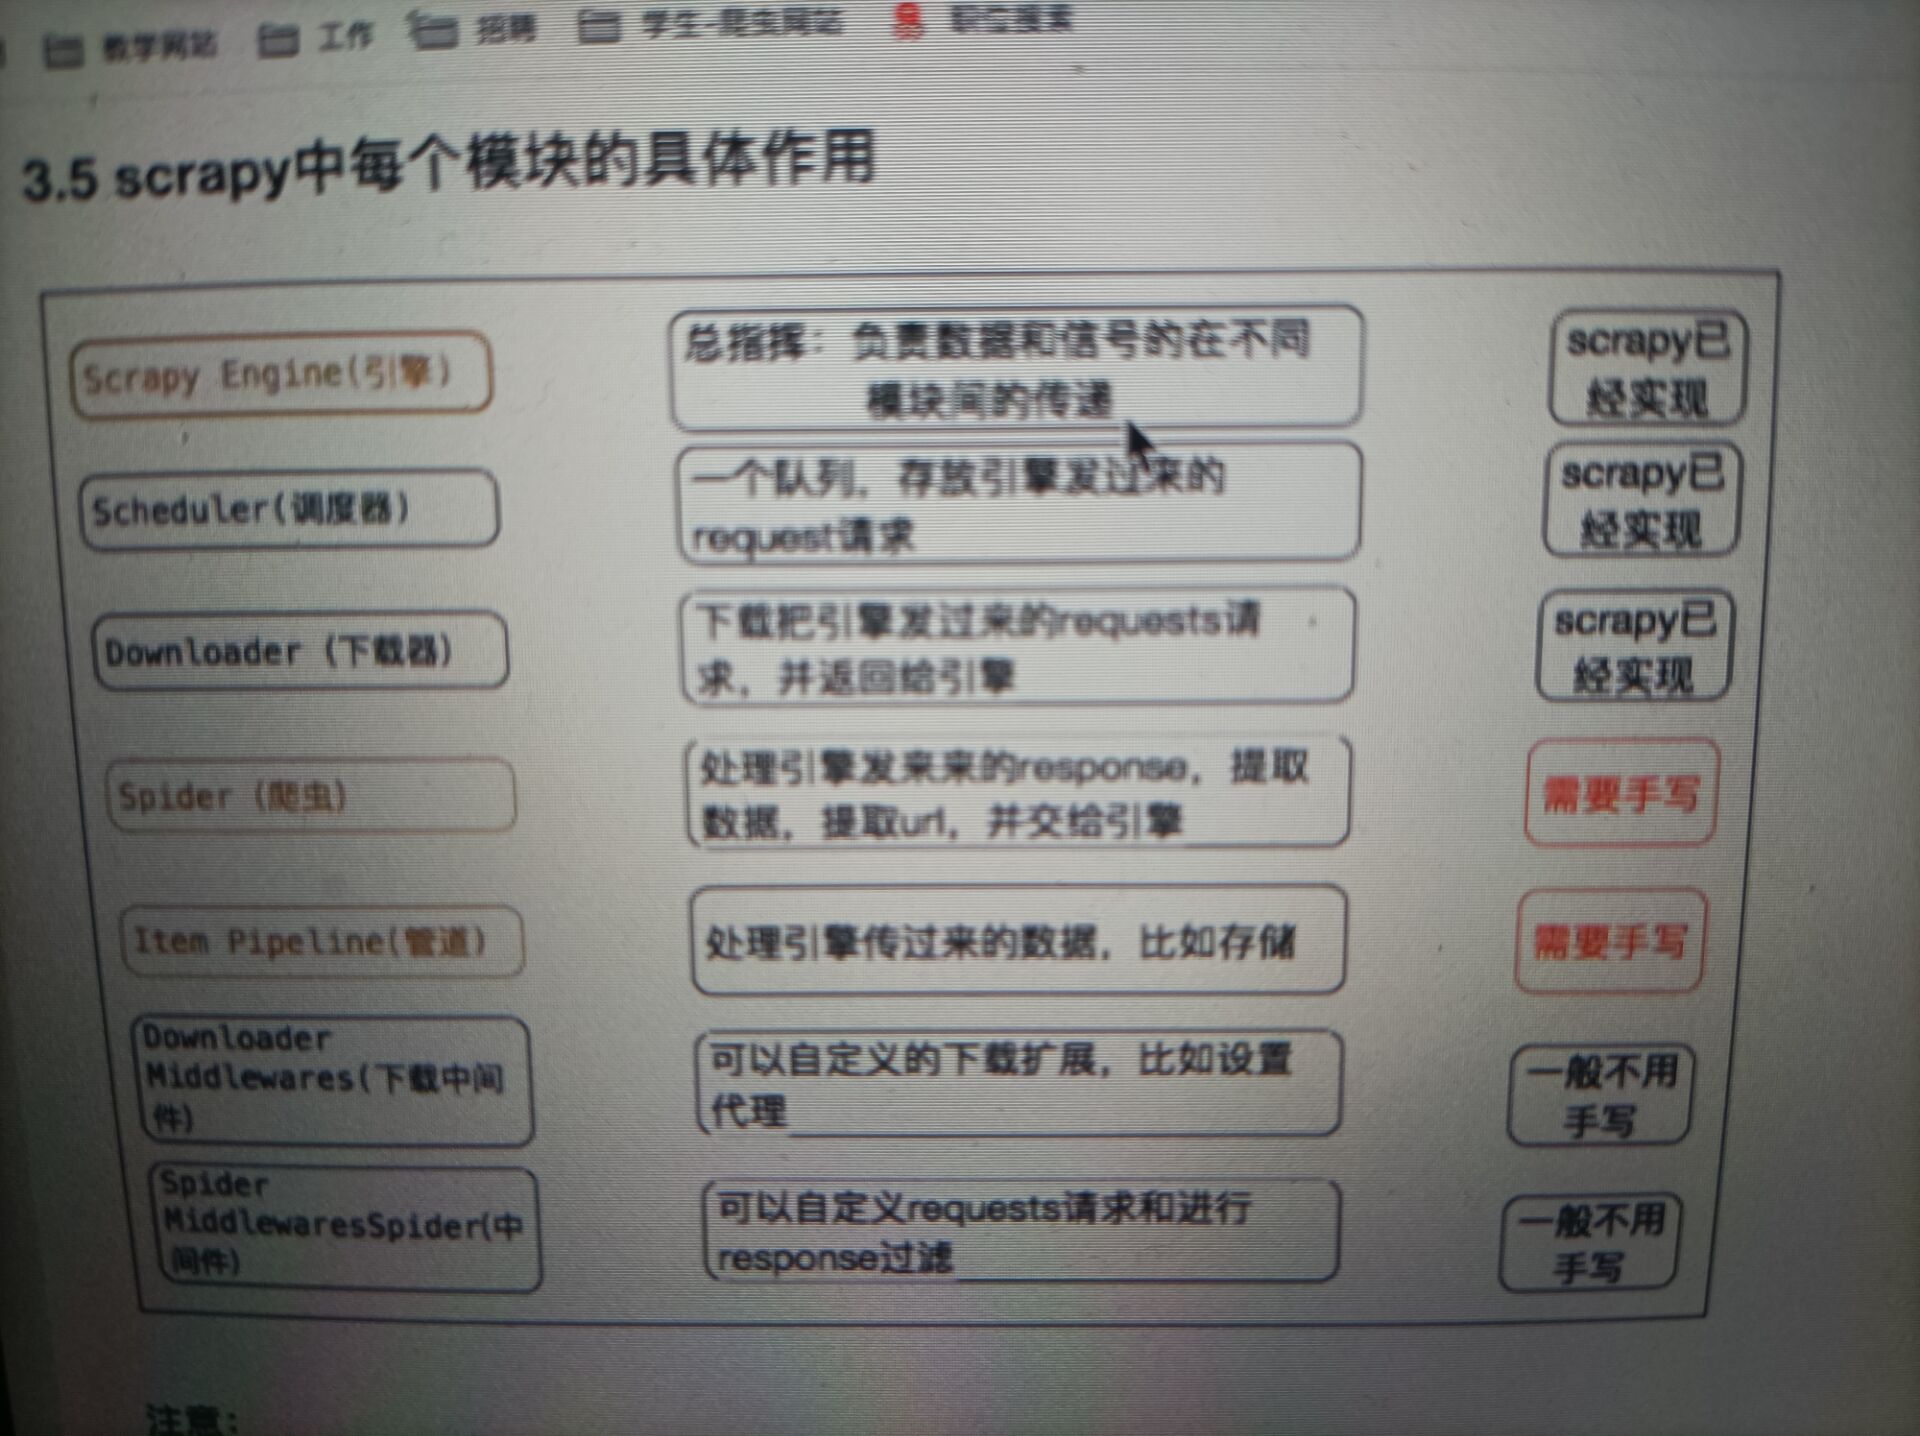 教学网站 工作 招聘 学生-爬虫网站 职位搜索
3.5 scrapy中每个模块的具体作用
Scrapy Engine(引擎)
总指挥：负责数据和信号的在不同
模块间的传递
scrapy已
经实现
Scheduler(调度器)
一个队列，存放引擎发过来的
request请求
scrapy已
经实现
Downloader (下载器)
下载把引擎发过来的requests请
求，并返回给引擎
scrapy已
经实现
Spider (爬虫)
处理引擎发来来的response，提取
数据，提取url，并交给引擎
需要手写
Item Pipeline(管道)
处理引擎传过来的数据，比如存储
需要手写
Downloader
Middlewares(下载中间
件)
可以自定义的下载扩展，比如设置
代理
一般不用
手写
Spider
MiddlewaresSpider(中
间件)
可以自定义requests请求和进行
response过滤
一般不用
手写
注意：